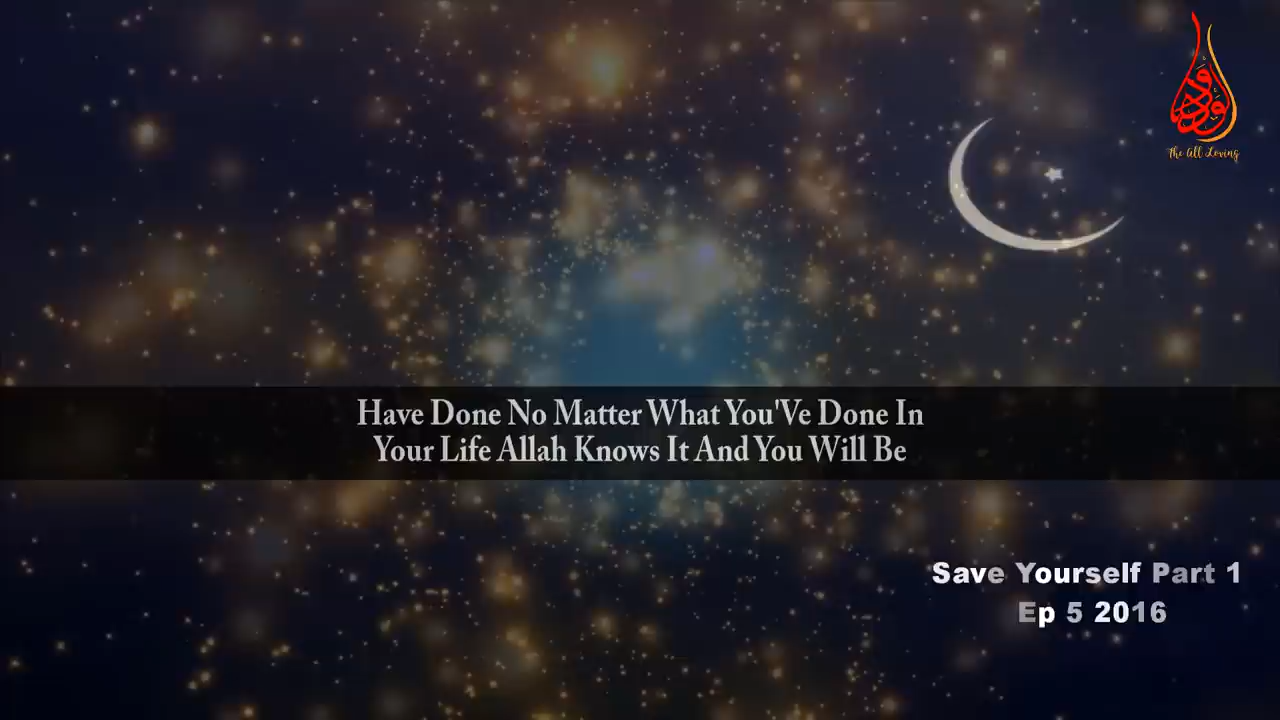 الودود
The All Loving
Have Done No Matter What You'Ve Done In
Your Life Allah Knows It And You Will Be
Save Yourself Part 1
Ep 5 2016